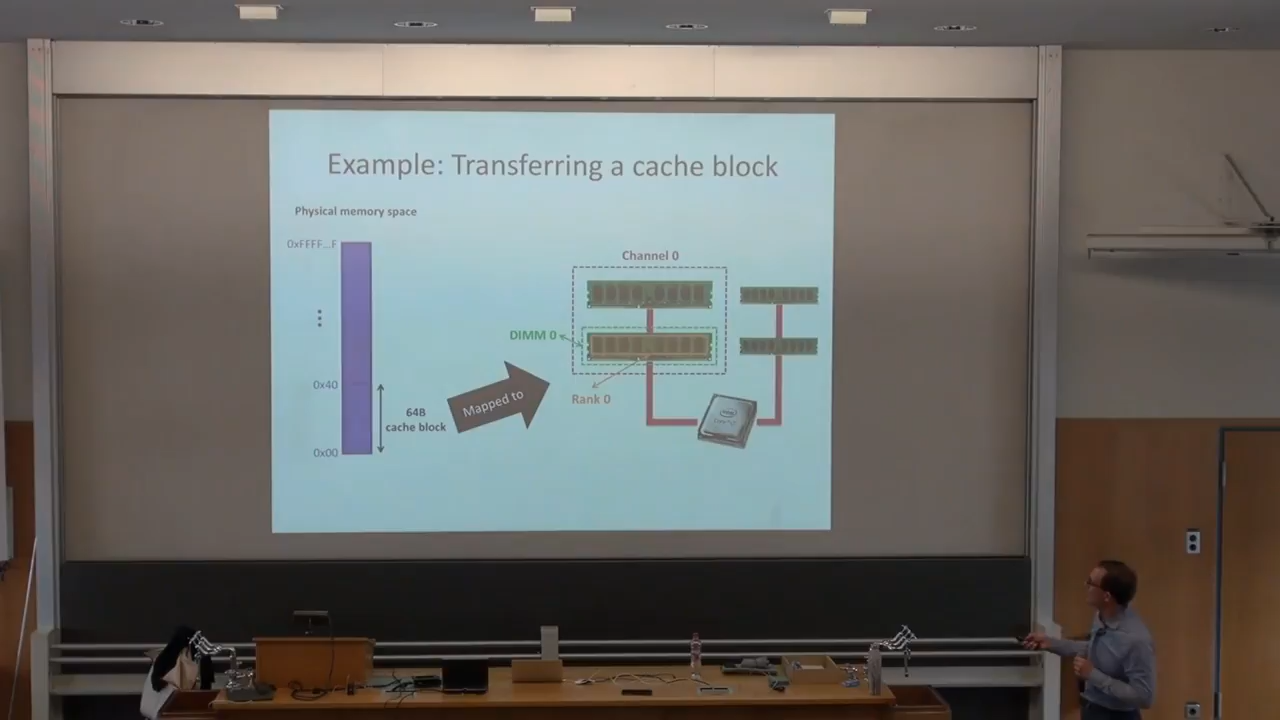 Example: Transferring a cache block
Physical memory space
0xFFFF...F
Channel 0
DIMM 0
0x40
Mapped to
Rank 0
64B
cache block
0x00